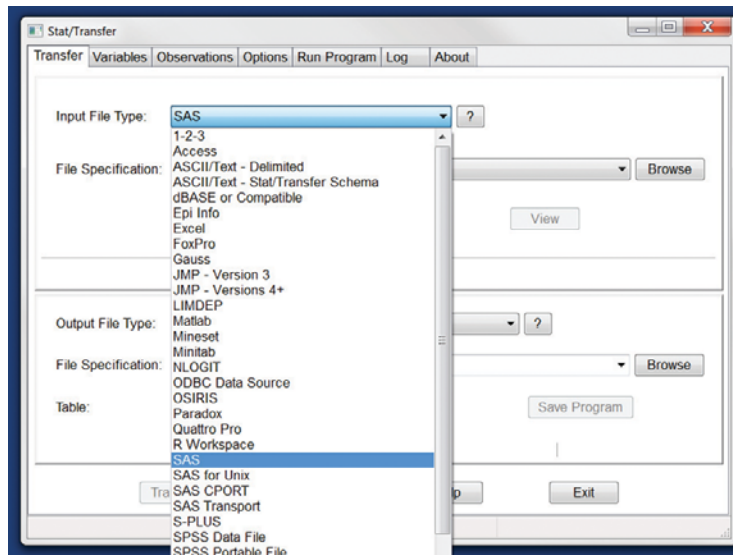 Stat/Transfer
Transfer Variables Observations Options Run Program Log About
Input File Type: SAS ?
1-2-3
Access
File Specification: ASCII/Text - Delimited Browse
ASCII/Text - Stat/Transfer Schema
dBASE or Compatible
Epi Info View
Excel
FoxPro
Gauss
JMP - Version 3
JMP - Versions 4+
LIMDEP
Output File Type: Matlab ?
Mineset
Minitab
File Specification: NLOGIT Browse
ODBC Data Source
OSIRIS
Table: Paradox Save Program
Quattro Pro
R Workspace
SAS
SAS for Unix
SAS CPORT Exit
SAS Transport
S-PLUS
SPSS Data File
SPSS Portable File